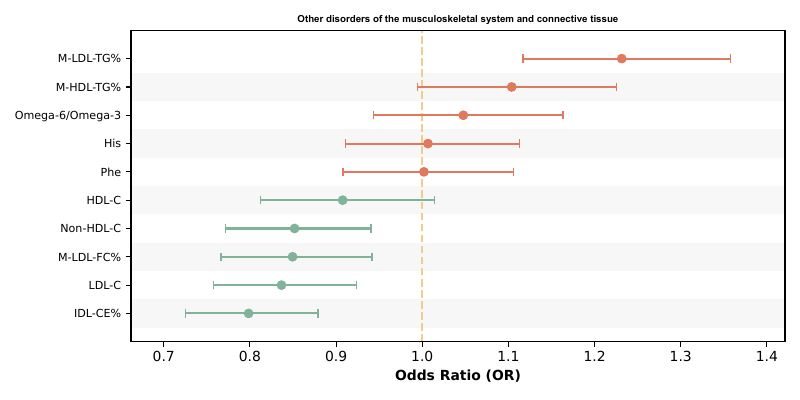 Other disorders of the musculoskeletal system and connective tissue
M-LDL-TG%
M-HDL-TG%
Omega-6/Omega-3
His
Phe
HDL-C
Non-HDL-C
M-LDL-FC%
LDL-C
IDL-CE%
0.7 0.8 0.9 1.0 1.1 1.2 1.3 1.4
Odds Ratio (OR)